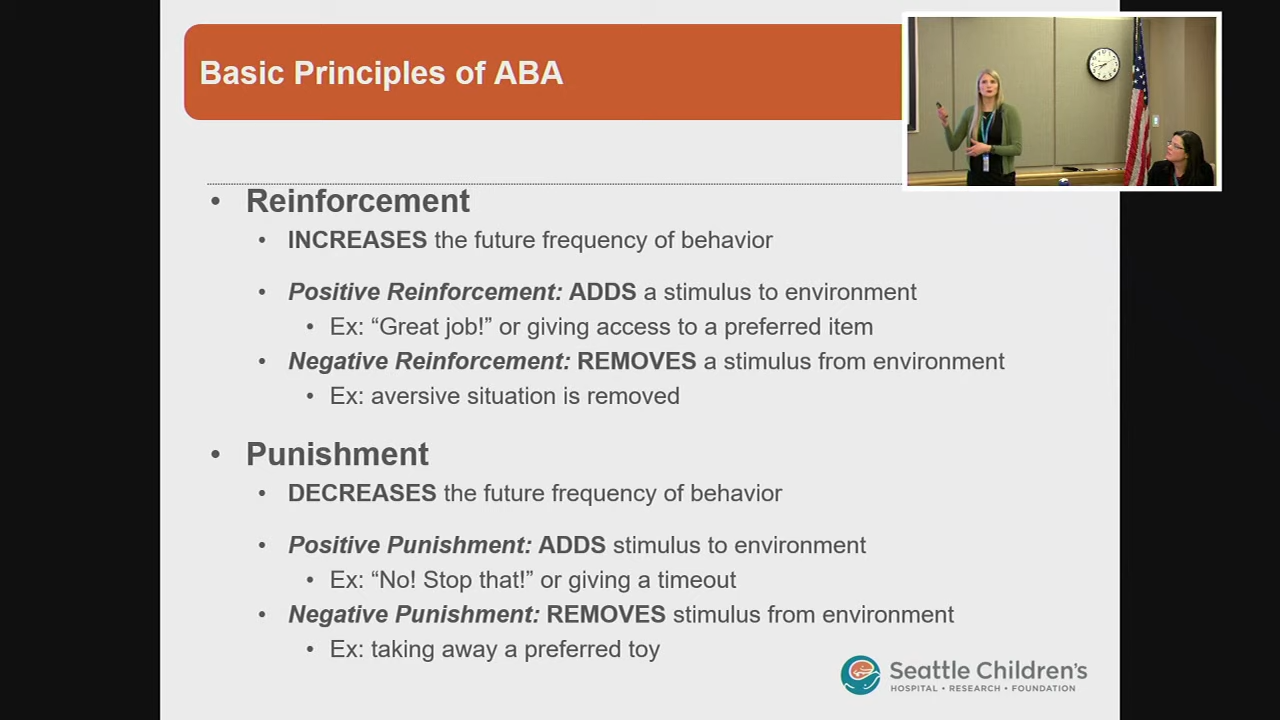 Basic Principles of ABA
• Reinforcement
• INCREASES the future frequency of behavior
• Positive Reinforcement: ADDS a stimulus to environment
• Ex: “Great job!” or giving access to a preferred item
• Negative Reinforcement: REMOVES a stimulus from environment
• Ex: aversive situation is removed
• Punishment
• DECREASES the future frequency of behavior
• Positive Punishment: ADDS stimulus to environment
• Ex: “No! Stop that!” or giving a timeout
• Negative Punishment: REMOVES stimulus from environment
• Ex: taking away a preferred toy
Seattle Children's
HOSPITAL • RESEARCH • FOUNDATION